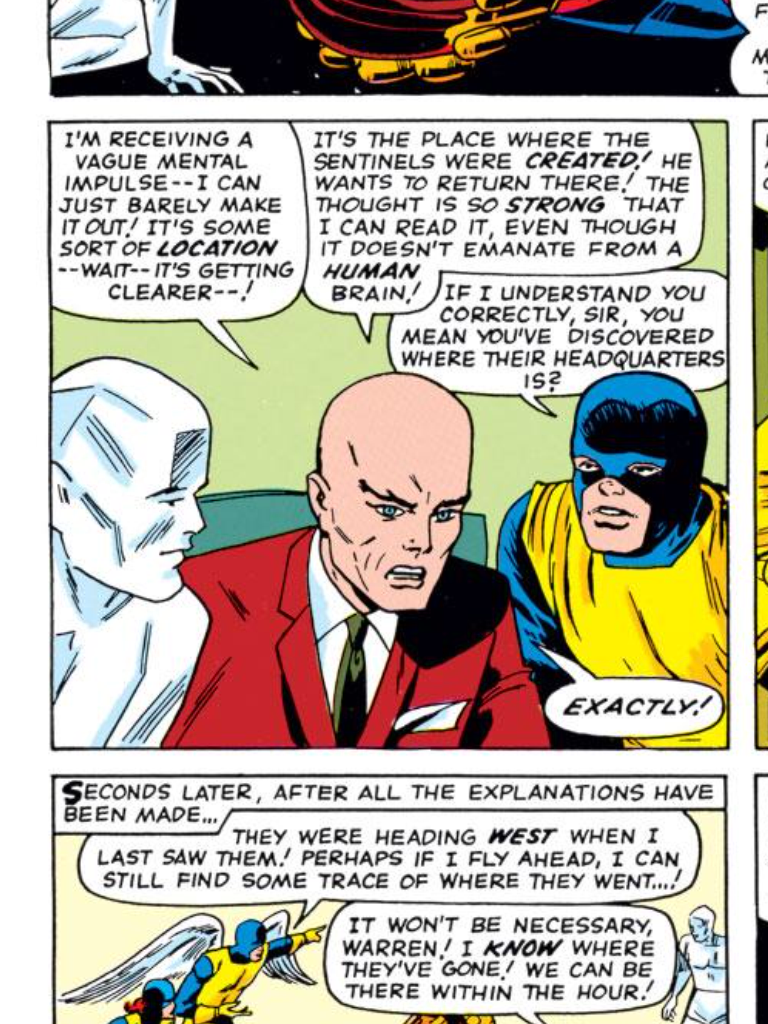 I'M RECEIVING A
VAGUE MENTAL
IMPULSE--I CAN
JUST BARELY MAKE
IT OUT! IT'S SOME
SORT OF LOCATION
--WAIT--IT'S GETTING
CLEARER--!
IT'S THE PLACE WHERE THE
SENTINELS WERE CREATED! HE
WANTS TO RETURN THERE! THE
THOUGHT IS SO STRONG THAT
I CAN READ IT, EVEN THOUGH
IT DOESN'T EMANATE FROM A
HUMAN
BRAIN!
IF I UNDERSTAND YOU
CORRECTLY, SIR, YOU
MEAN YOU'VE DISCOVERED
WHERE THEIR HEADQUARTERS
IS?
EXACTLY!
SECONDS LATER, AFTER ALL THE EXPLANATIONS HAVE
BEEN MADE...
THEY WERE HEADING WEST WHEN I
LAST SAW THEM! PERHAPS IF I FLY AHEAD, I CAN
STILL FIND SOME TRACE OF WHERE THEY WENT...!
IT WON'T BE NECESSARY,
WARREN! I KNOW WHERE
THEY'VE GONE! WE CAN BE
THERE WITHIN THE HOUR!